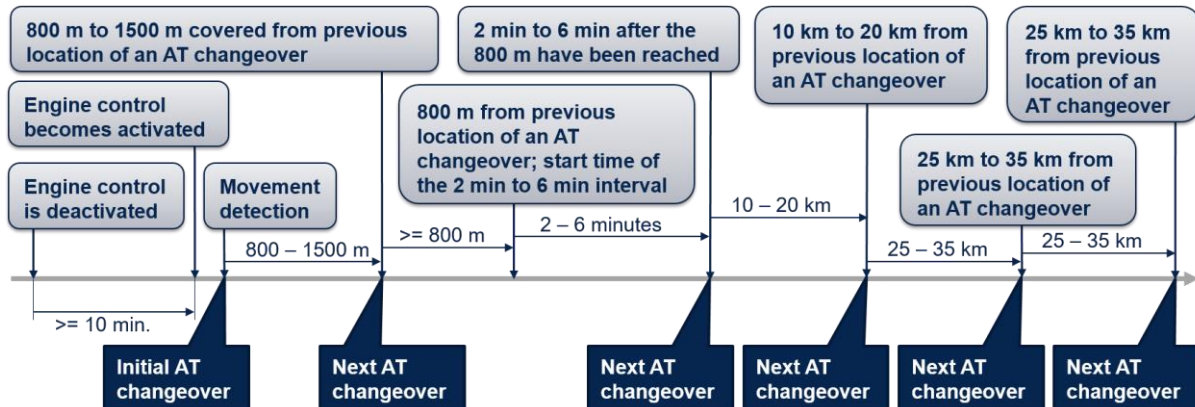 800 m to 1500 m covered from previous
location of an AT changeover
2 min to 6 min after the
800 m have been reached
10 km to 20 km from
previous location of
an AT changeover
25 km to 35 km
from previous
location of an
AT changeover
Engine control
becomes activated
800 m from previous
location of an AT
changeover; start time of
the 2 min to 6 min interval
25 km to 35 km from
previous location of
an AT changeover
Engine control
is deactivated
Movement
detection
10 – 20 km
>= 800 m
2 – 6 minutes
800 – 1500 m
25 – 35 km
25 – 35 km
>= 10 min.
Initial AT
changeover
Next AT
changeover
Next AT
changeover
Next AT
changeover
Next AT
changeover
Next AT
changeover